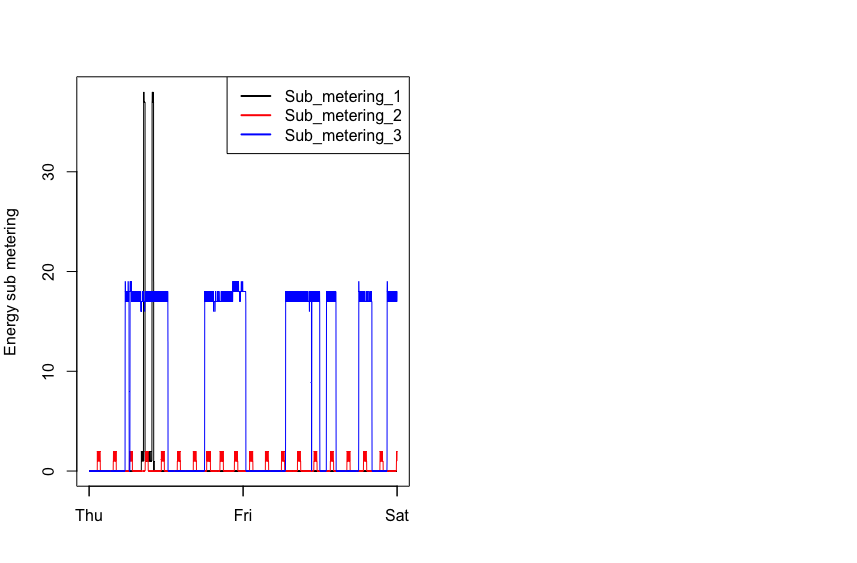 Sub_metering_1
Sub_metering_2
Sub_metering_3
Energy sub metering
30
20
10
0
Thu Fri Sat